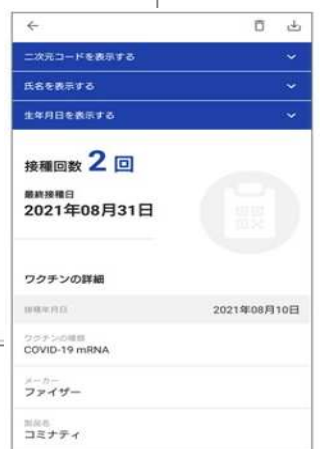 二次元コードを表示する
氏名を表示する
生年月日を表示する
接種回数 2 回
最終接種日
2021年08月31日
ワクチンの詳細
接種年月日 2021年08月10日
ワクチンの種類
COVID-19 mRNA
メーカー
ファイザー
製品名
コミナティ